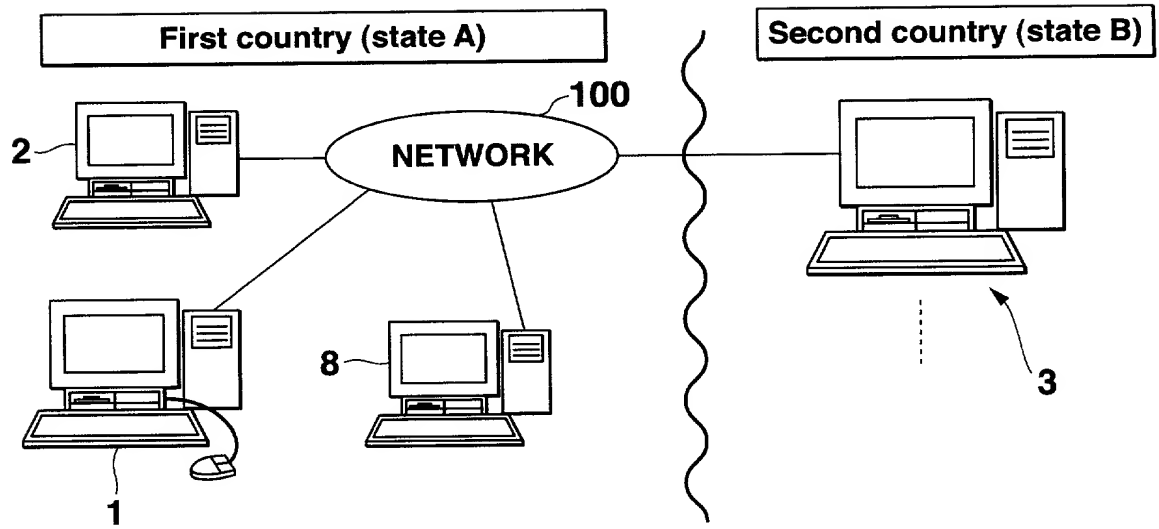 First country (state A)
Second country (state B)
100
2
NETWORK
8
3
1